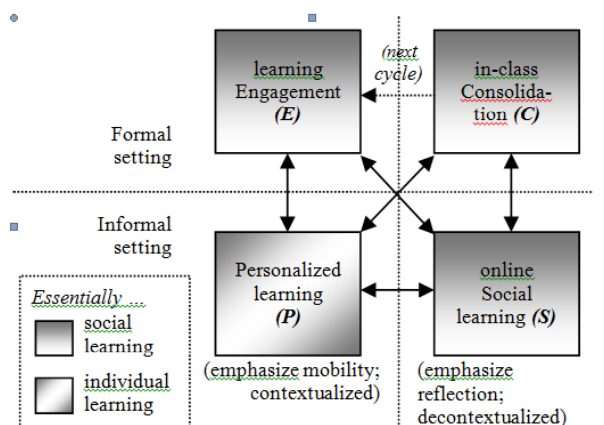 learning
Engagement
(E)
(next
cycle)
in-class
Consolida-
tion (C)
Formal
setting
Informal
setting
Personalized
learning
(P)
online
Social
learning (S)
Essentially ...
social
learning
individual
learning
(emphasize mobility;
contextualized)
(emphasize
reflection;
decontextualized)